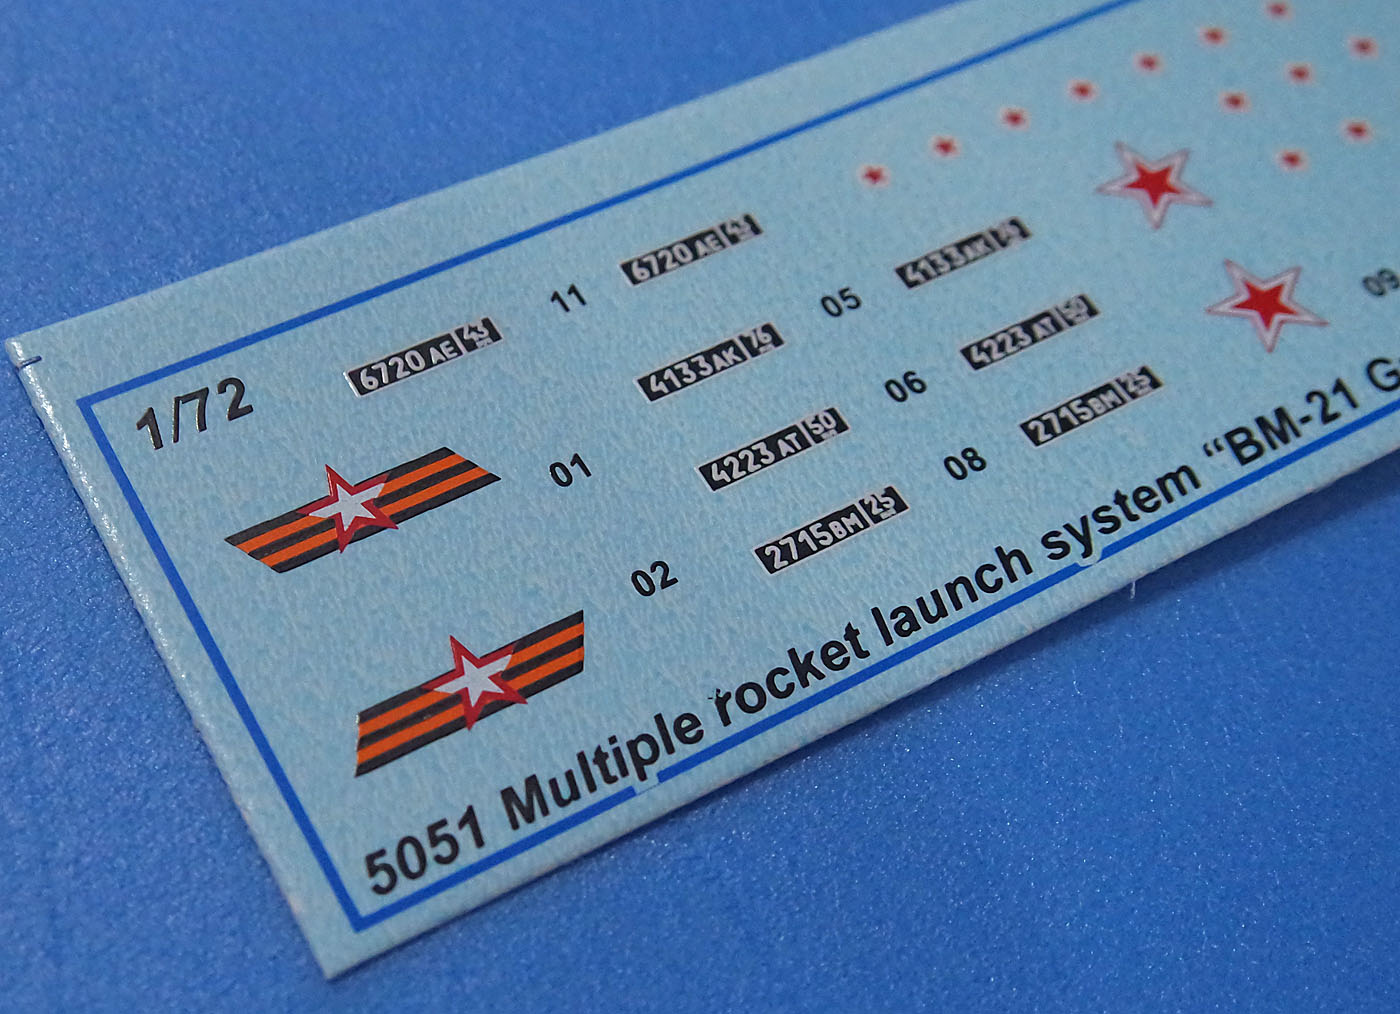 1/72
6720 АЕ 43
11
6720 АЕ 43
4133 АК 76
05
4133 АК
01
4223 АТ 50
06
4223 АТ 50
09
02
2715 ВМ 25
08
2715 ВМ 25
5051 Multiple rocket launch system “BM-21 G